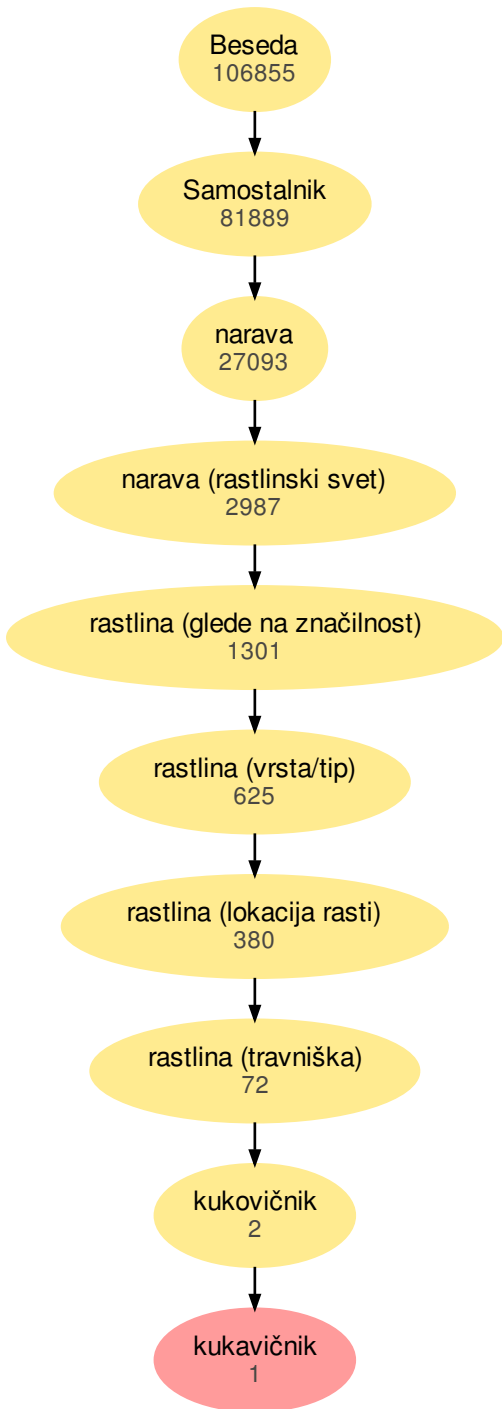 Beseda
106855
Samostalnik
81889
narava
27093
narava (rastlinski svet)
2987
rastlina (glede na značilnost)
1301
rastlina (vrsta/tip)
625
rastlina (lokacija rasti)
380
rastlina (travniška)
72
kukovičnik
2
kukavičnik
1